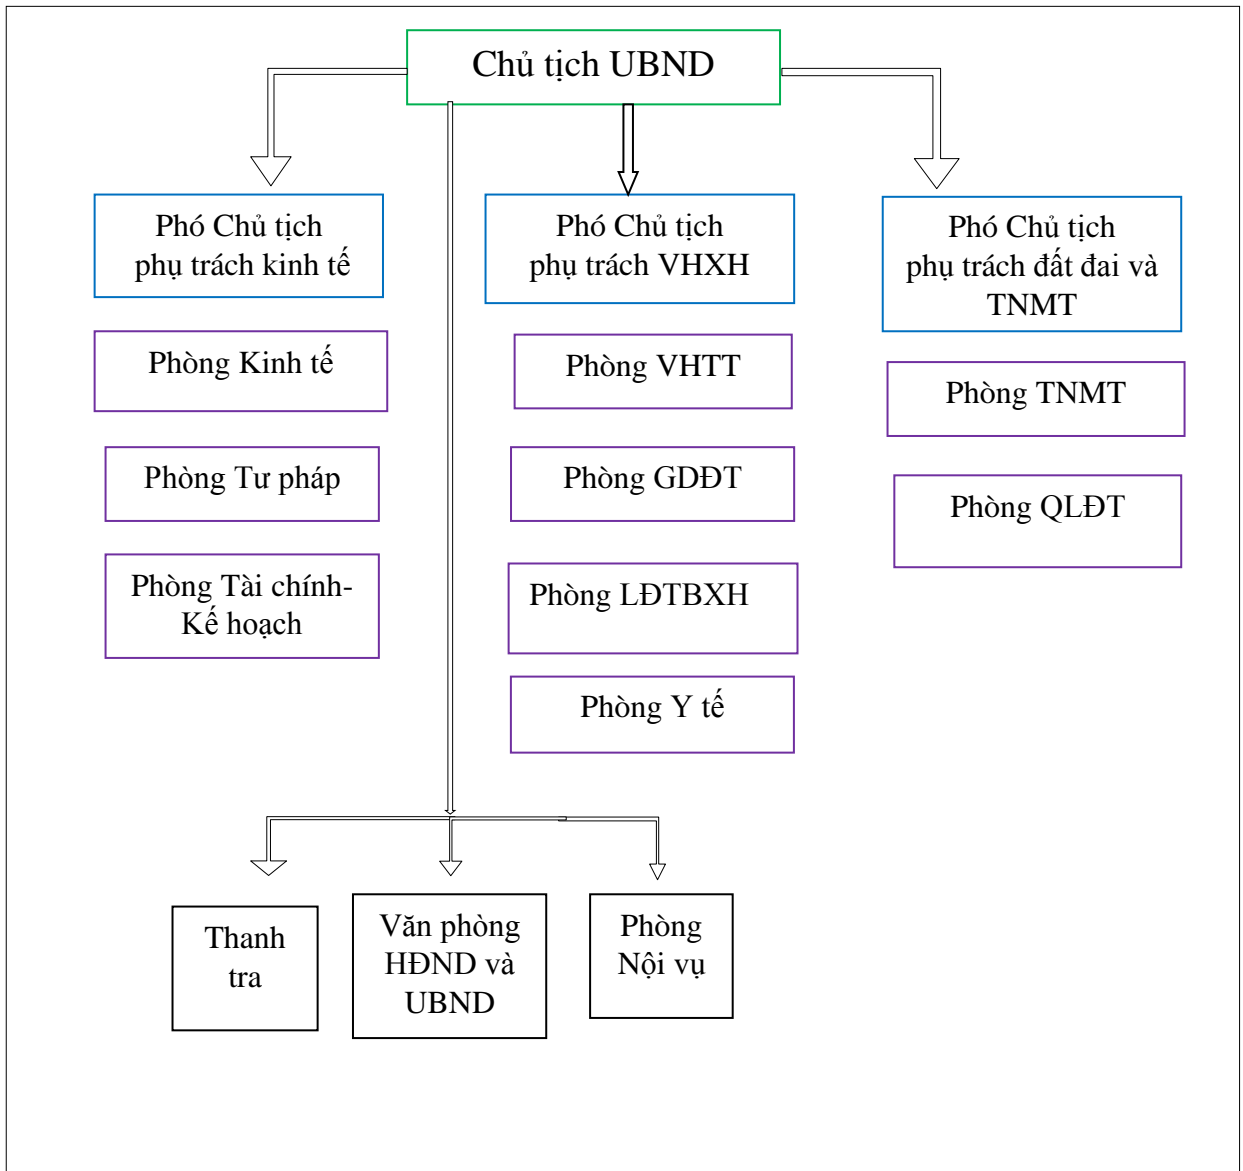 Chủ tịch UBND
Phó Chủ tịch
phụ trách kinh tế
Phó Chủ tịch
phụ trách VHXH
Phó Chủ tịch
phụ trách đất đai và
TNMT
Phòng Kinh tế
Phòng VHTT
Phòng TNMT
Phòng Tư pháp
Phòng GDĐT
Phòng QLĐT
Phòng Tài chính-
Kế hoạch
Phòng LĐTBXH
Phòng Y tế
Thanh
tra
Văn phòng
HĐND và
UBND
Phòng
Nội vụ